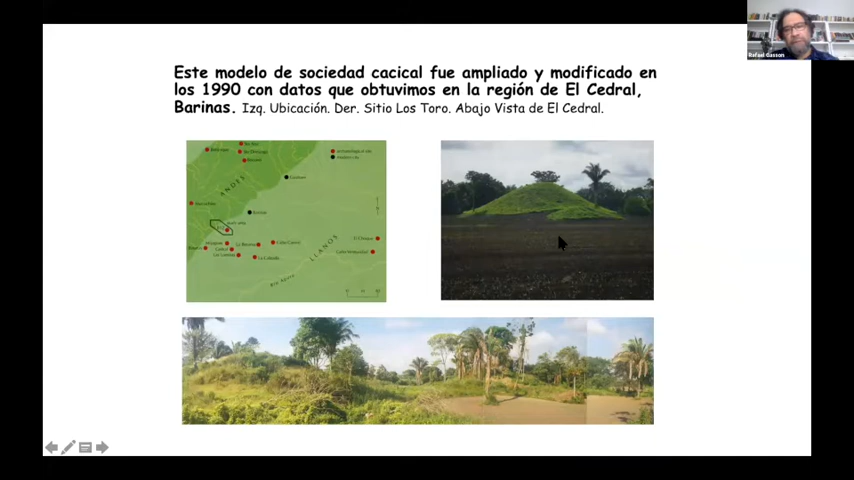 Rafael Gasson
Este modelo de sociedad cacical fue ampliado y modificado en
los 1990 con datos que obtuvimos en la región de El Cedral,
Barinas. Izq. Ubicación. Der. Sitio Los Toro. Abajo Vista de El Cedral.
ANDES
LLANOS